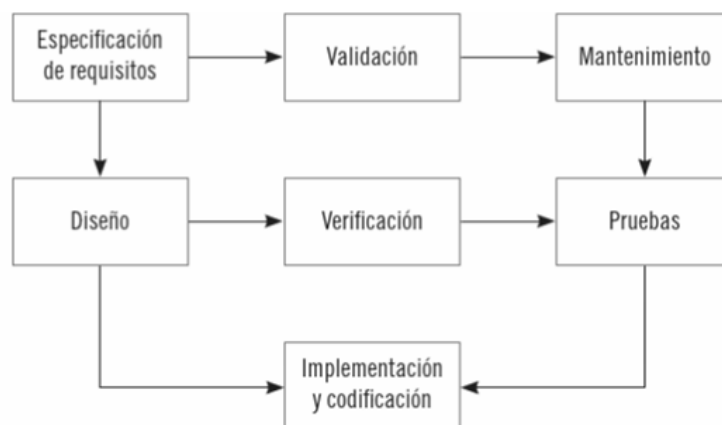 Especificación
de requisitos
Validación
Mantenimiento
Diseño
Verificación
Pruebas
Implementación
y codificación